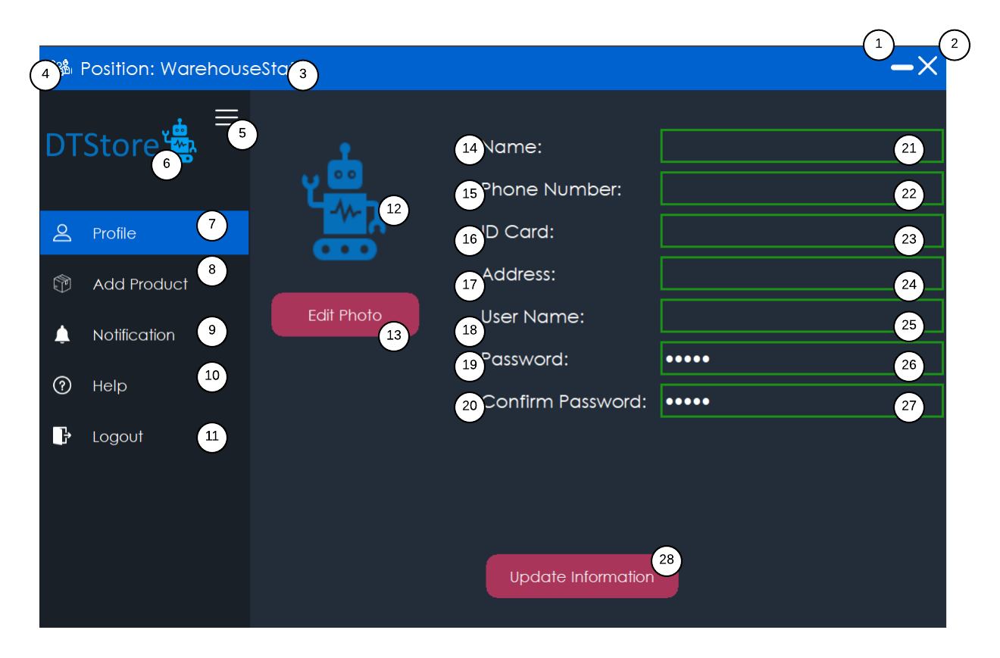 1
2
4
Position: WarehouseSta
3
5
DTStore
6
12
14
Name:
21
15
Phone Number:
22
7
Profile
16
ID Card:
23
8
Add Product
17
Address:
24
Edit Photo
13
18
User Name:
25
9
Notification
19
Password:
•••••
26
10
Help
20
Confirm Password:
•••••
27
11
Logout
28
Update Information